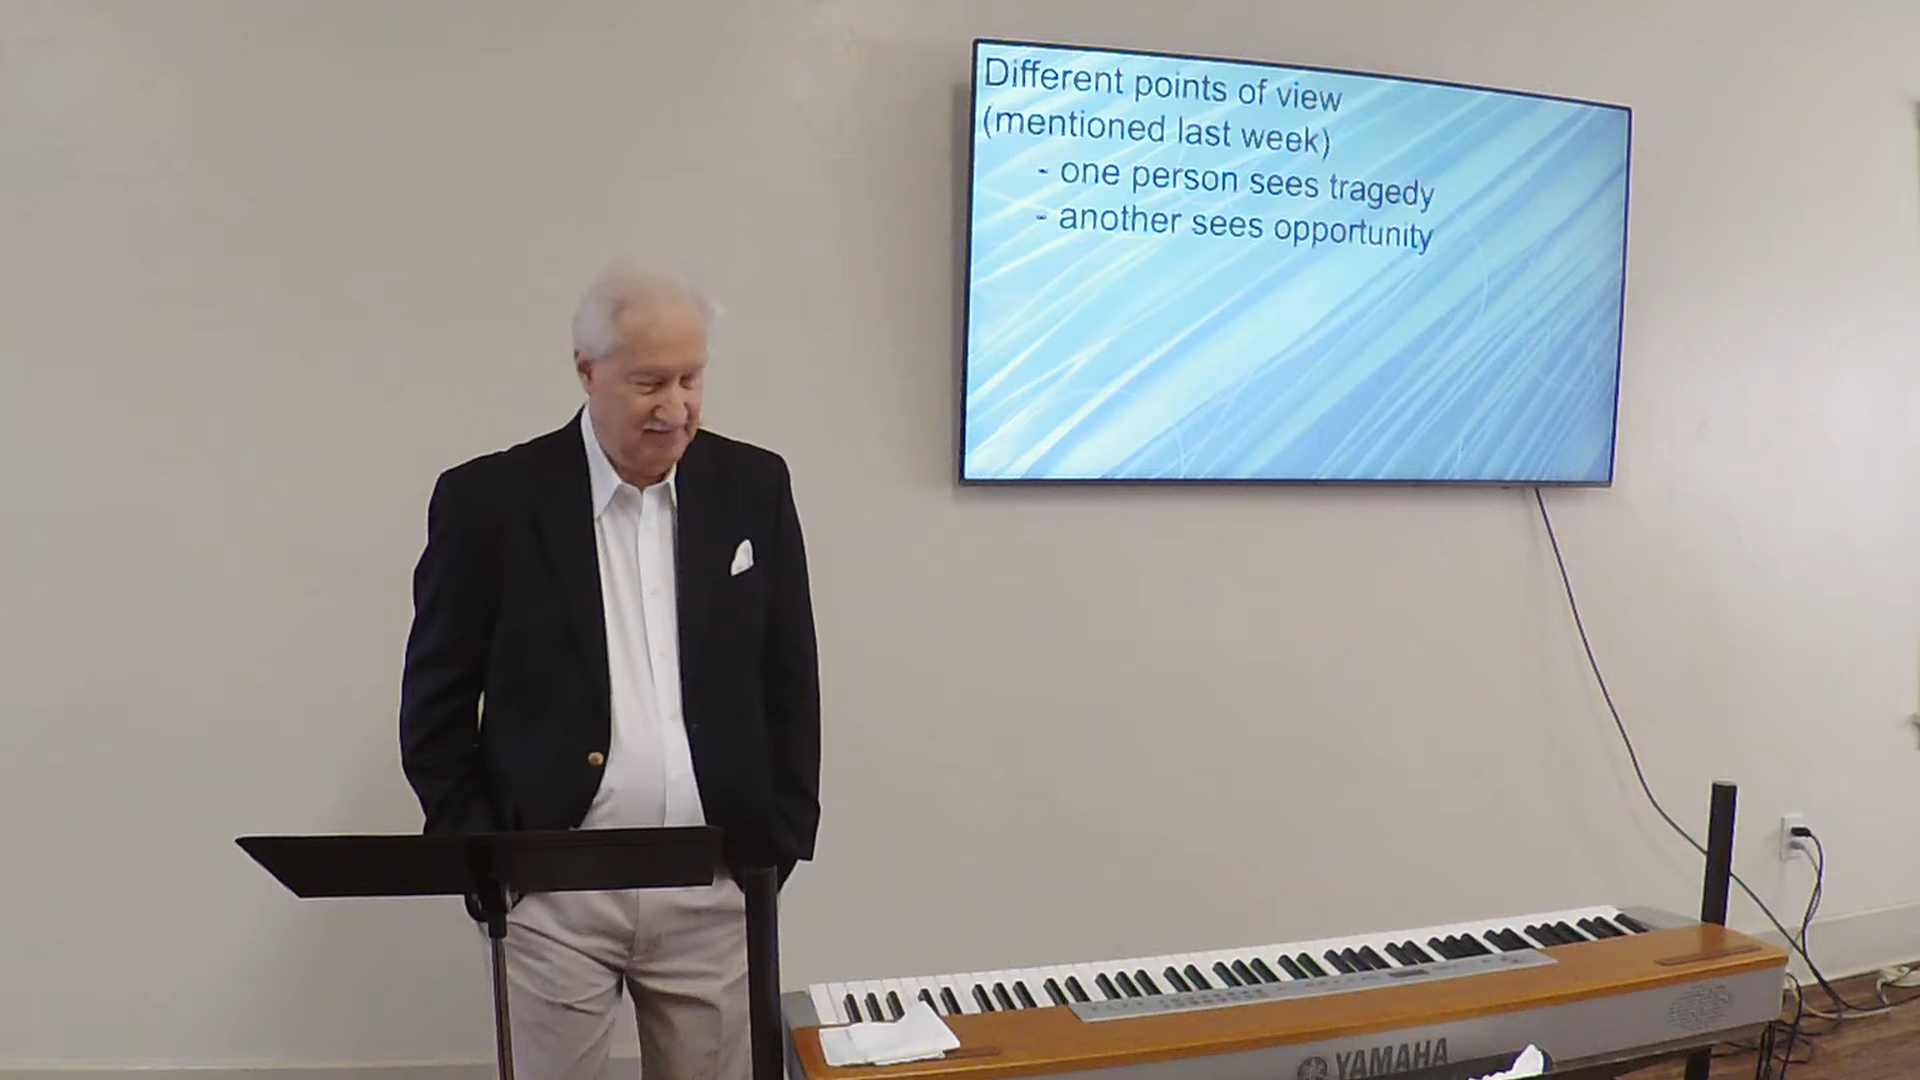 Different points of view
(mentioned last week)
- one person sees tragedy
- another sees opportunity
YAMAHA